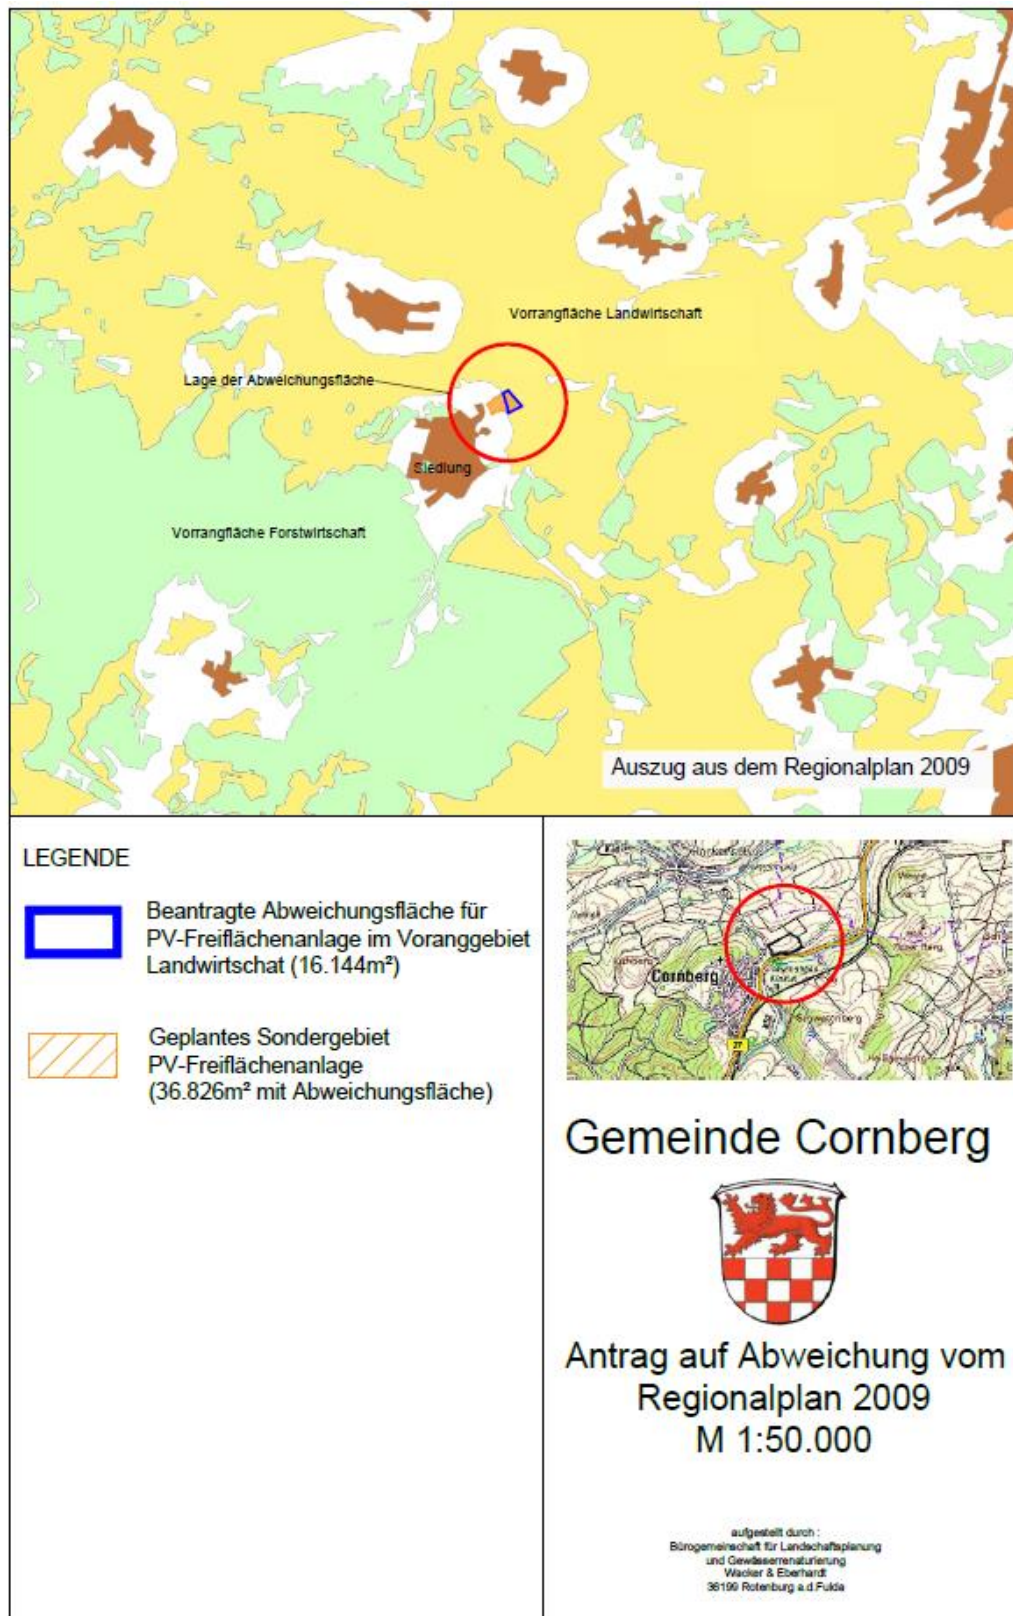 Vorrangfläche Landwirtschaft
Lage der Abweichungsfläche
Siedlung
Vorrangfläche Forstwirtschaft
Auszug aus dem Regionalplan 2009
LEGENDE
Beantragte Abweichungsfläche für
PV-Freiflächenanlage im Voranggebiet
Landwirtschat (16.144m²)
Geplantes Sondergebiet
PV-Freiflächenanlage
(36.826m² mit Abweichungsfläche)
Cornberg
27
Gemeinde Cornberg
Antrag auf Abweichung vom
Regionalplan 2009
M 1:50.000
aufgestellt durch :
Bürogemeinschaft für Landschaftsplanung
und Gewässerrenaturierung
Wacker & Eberhardt
36199 Rotenburg a.d.Fulda